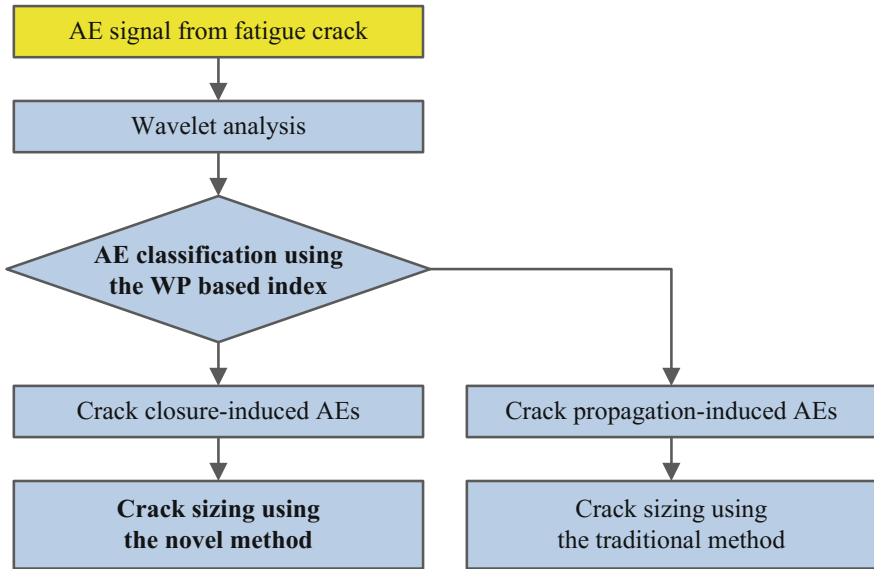 AE signal from fatigue crack
Wavelet analysis
AE classification using
the WP based index
Crack closure-induced AEs
Crack propagation-induced AEs
Crack sizing using
the novel method
Crack sizing using
the traditional method